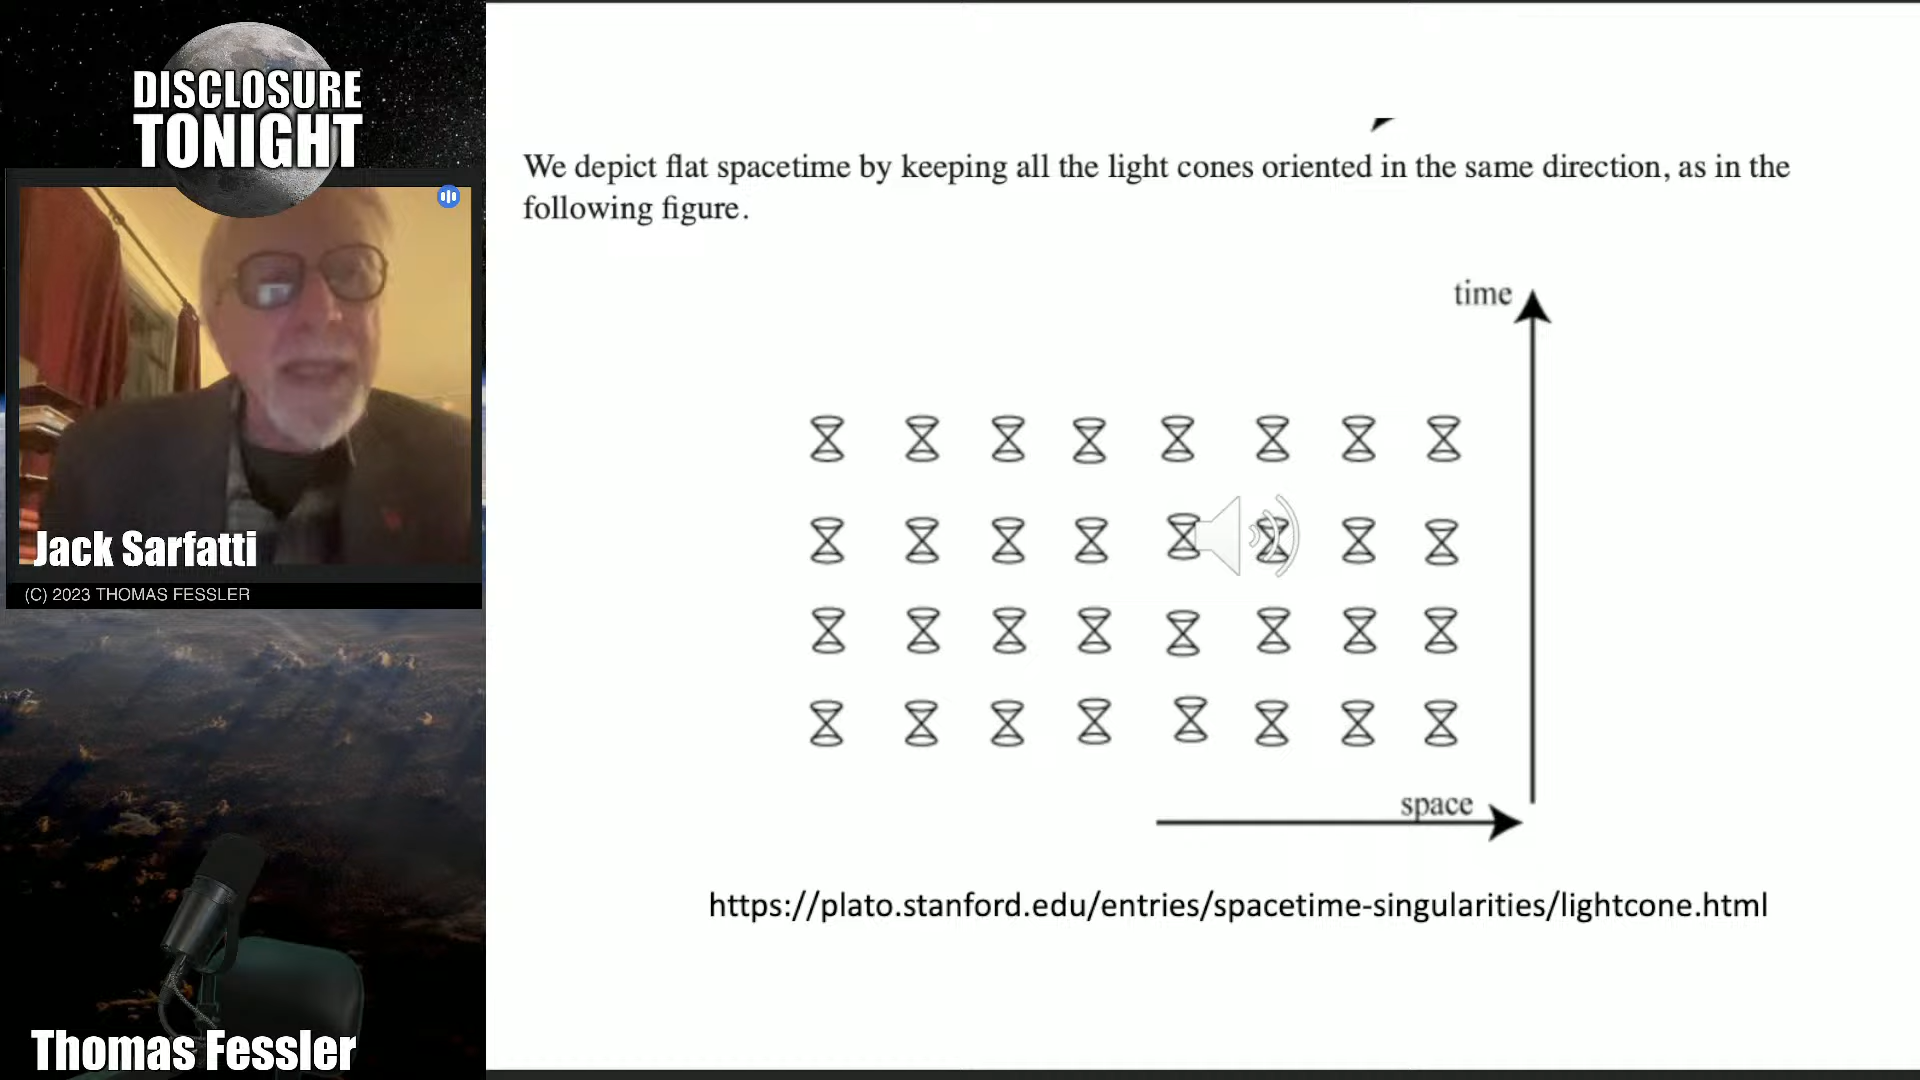 DISCLOSURE
TONIGHT
Jack Sarfatti
(C) 2023 THOMAS FESSLER
Thomas Fessler
We depict flat spacetime by keeping all the light cones oriented in the same direction, as in the
following figure.
time
space
https://plato.stanford.edu/entries/spacetime-singularities/lightcone.html